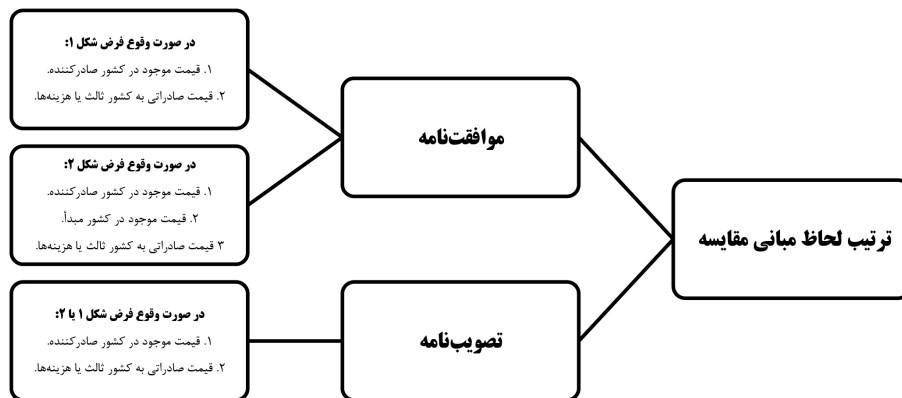 ترتیب لحاظ مبانی مقایسه
موافقت‌نامه
در صورت وقوع فرض شکل ۱:
۱. قیمت موجود در کشور صادرکننده.
۲. قیمت صادراتی به کشور ثالث یا هزینه‌ها.
در صورت وقوع فرض شکل ۲:
۱. قیمت موجود در کشور صادرکننده.
۲. قیمت موجود در کشور مبدأ.
۳ قیمت صادراتی به کشور ثالث یا هزینه‌ها.
تصویب‌نامه
در صورت وقوع فرض شکل ۱ یا ۲:
۱. قیمت موجود در کشور صادرکننده.
۲. قیمت صادراتی به کشور ثالث یا هزینه‌ها.